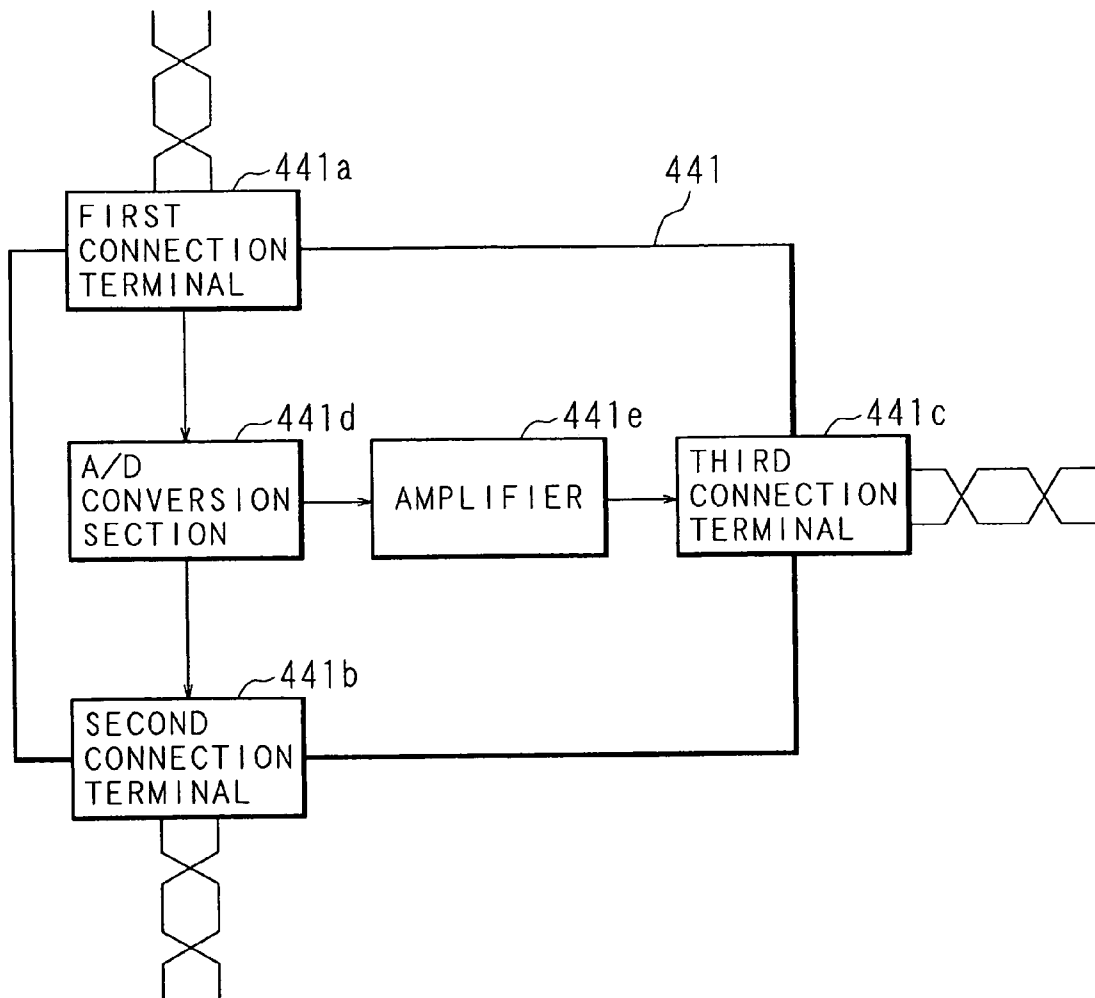 441a
441
FIRST
CONNECTION
TERMINAL
441d
441e
441c
A/D
CONVERSION
SECTION
AMPLIFIER
THIRD
CONNECTION
TERMINAL
441b
SECOND
CONNECTION
TERMINAL